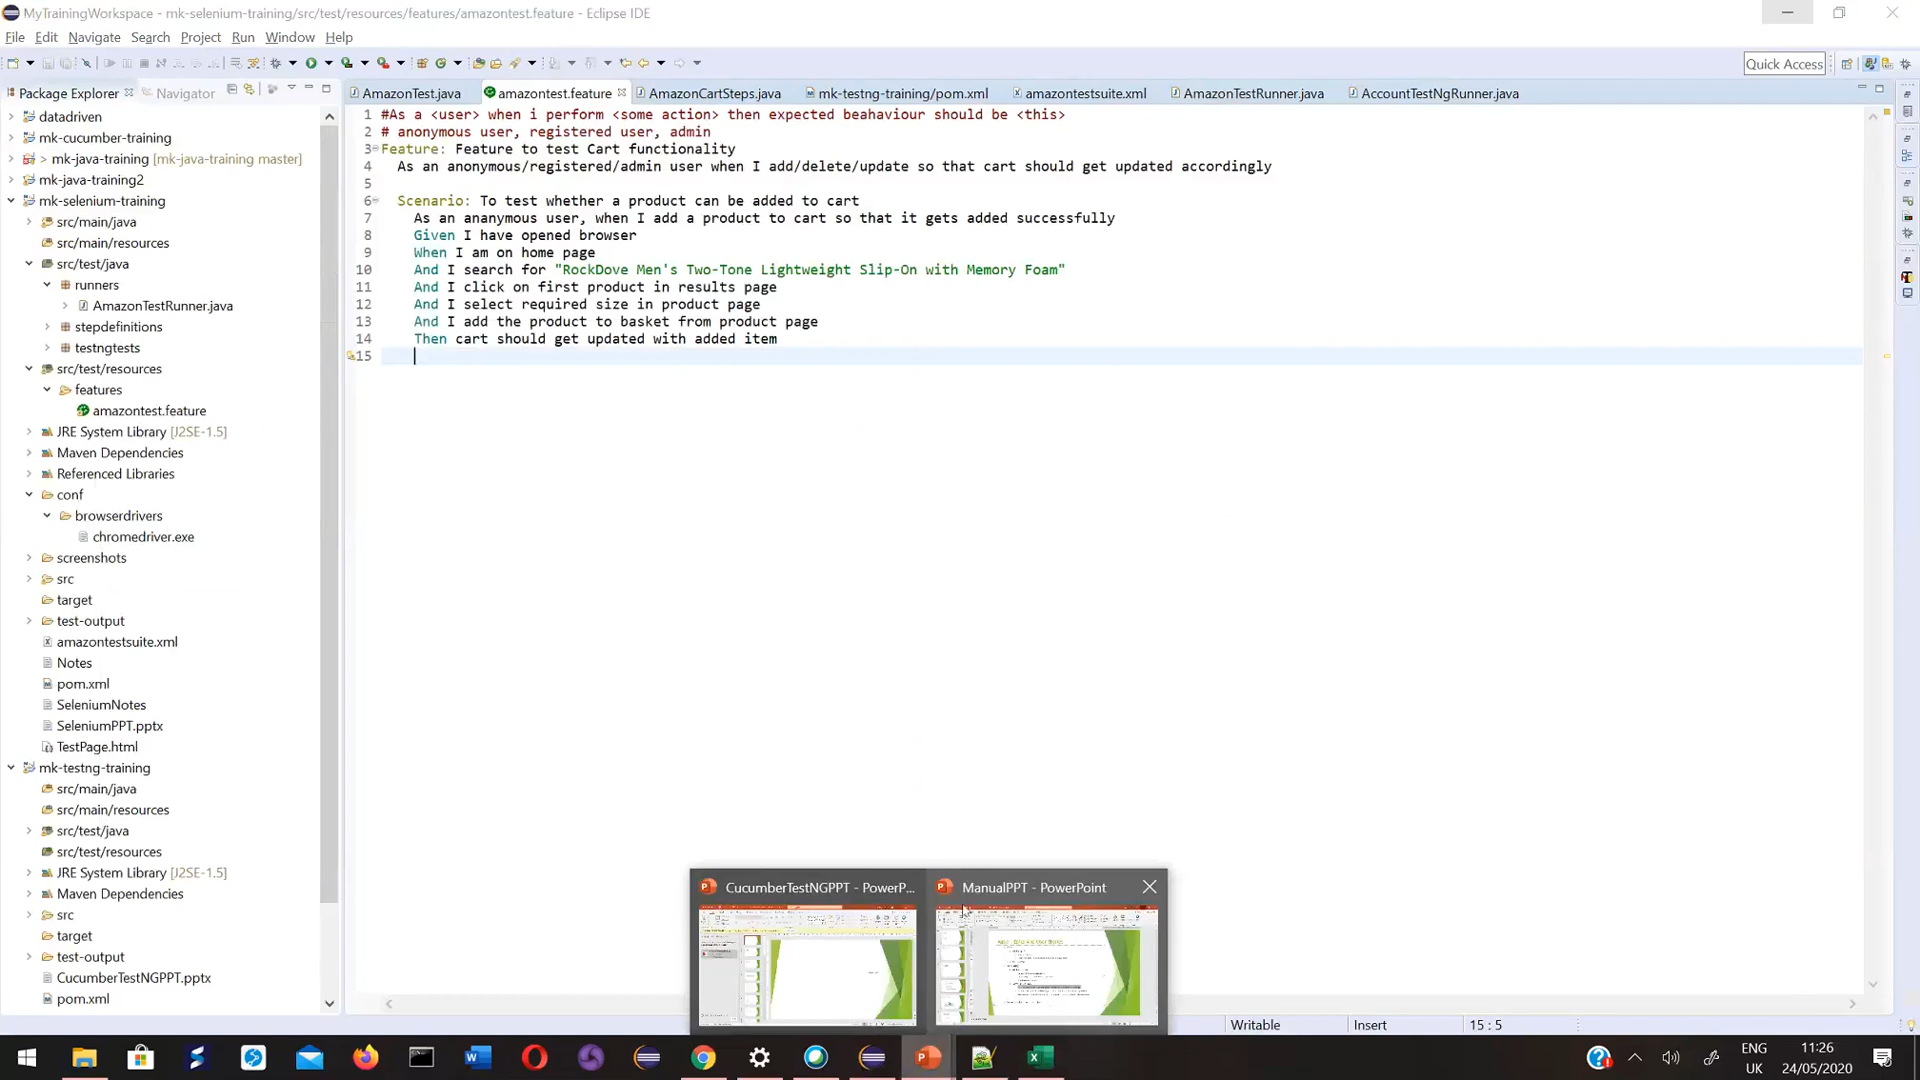 MyTrainingWorkspace - mk-selenium-training/src/test/resources/features/amazontest.feature - Eclipse IDE
File Edit Navigate Search Project Run Window Help
Quick Access
Package Explorer Navigator
AmazonTest.java amazontest.feature AmazonCartSteps.java mk-testng-training/pom.xml amazontestsuite.xml AmazonTestRunner.java AccountTestNgRunner.java
datadriven
mk-cucumber-training
> mk-java-training [mk-java-training master]
mk-java-training2
mk-selenium-training
src/main/java
src/main/resources
src/test/java
runners
AmazonTestRunner.java
stepdefinitions
testngtests
src/test/resources
features
amazontest.feature
JRE System Library [J2SE-1.5]
Maven Dependencies
Referenced Libraries
conf
browserdrivers
chromedriver.exe
screenshots
src
target
test-output
amazontestsuite.xml
Notes
pom.xml
SeleniumNotes
SeleniumPPT.pptx
TestPage.html
mk-testng-training
src/main/java
src/main/resources
src/test/java
src/test/resources
JRE System Library [J2SE-1.5]
Maven Dependencies
src
target
test-output
CucumberTestNGPPT.pptx
pom.xml
1 #As a <user> when i perform <some action> then expected beahaviour should be <this>
2 # anonymous user, registered user, admin
3 Feature: Feature to test Cart functionality
4 As an anonymous/registered/admin user when I add/delete/update so that cart should get updated accordingly
5
6 Scenario: To test whether a product can be added to cart
7 As an ananymous user, when I add a product to cart so that it gets added successfully
8 Given I have opened browser
9 When I am on home page
10 And I search for "RockDove Men's Two-Tone Lightweight Slip-On with Memory Foam"
11 And I click on first product in results page
12 And I select required size in product page
13 And I add the product to basket from product page
14 Then cart should get updated with added item
15
CucumberTestNGPPT - PowerP... ManualPPT - PowerPoint
Writable Insert 15 : 5
ENG
UK
11:26
24/05/2020